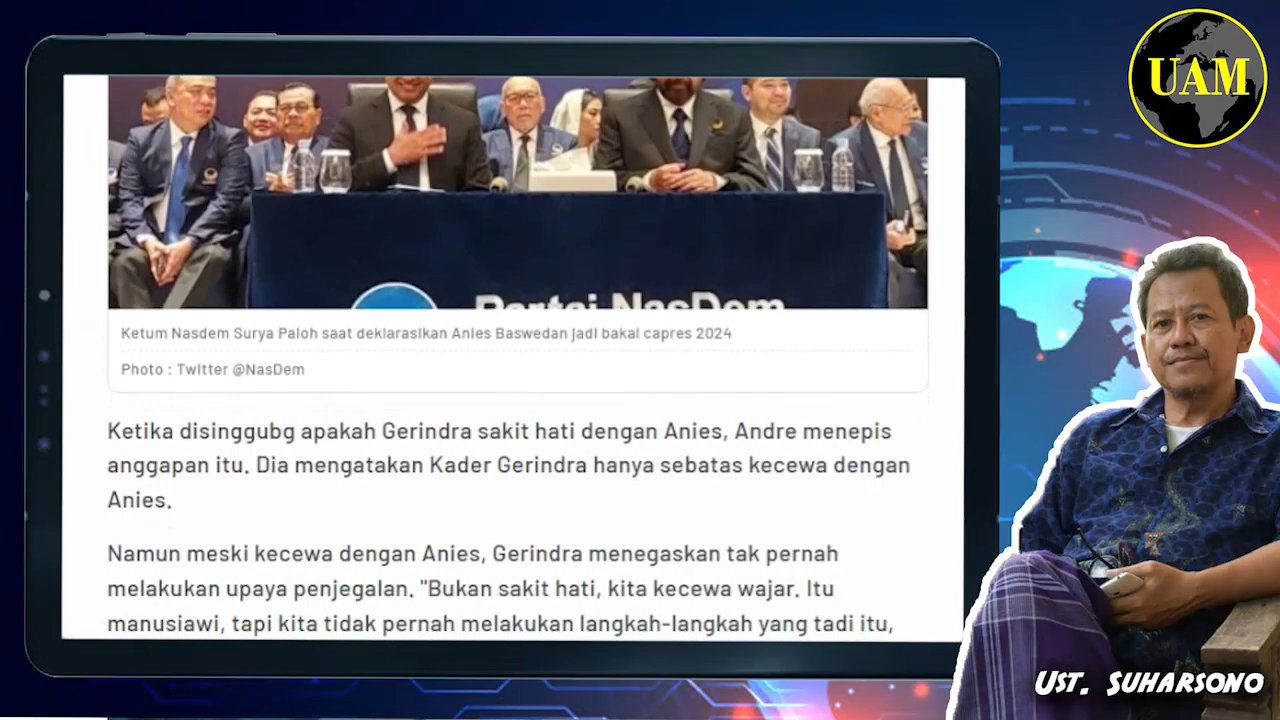 UAM
Partai NasDem
Ketum Nasdem Surya Paloh saat deklarasikan Anies Baswedan jadi bakal capres 2024
Photo : Twitter @NasDem
Ketika disinggubg apakah Gerindra sakit hati dengan Anies, Andre menepis
anggapan itu. Dia mengatakan Kader Gerindra hanya sebatas kecewa dengan
Anies.
Namun meski kecewa dengan Anies, Gerindra menegaskan tak pernah
melakukan upaya penjegalan. "Bukan sakit hati, kita kecewa wajar. Itu
manusiawi, tapi kita tidak pernah melakukan langkah-langkah yang tadi itu,
Ust. Suharsono